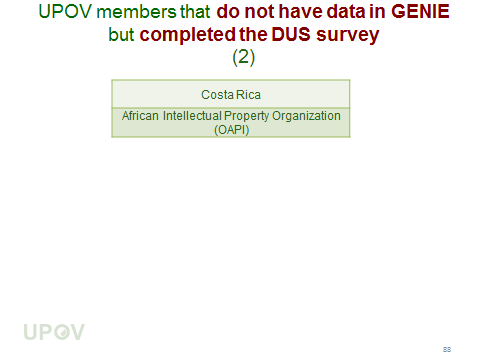 UPOV members that do not have data in GENIE
but completed the DUS survey
(2)
Costa Rica
African Intellectual Property Organization
(OAPI)
UPOV
88